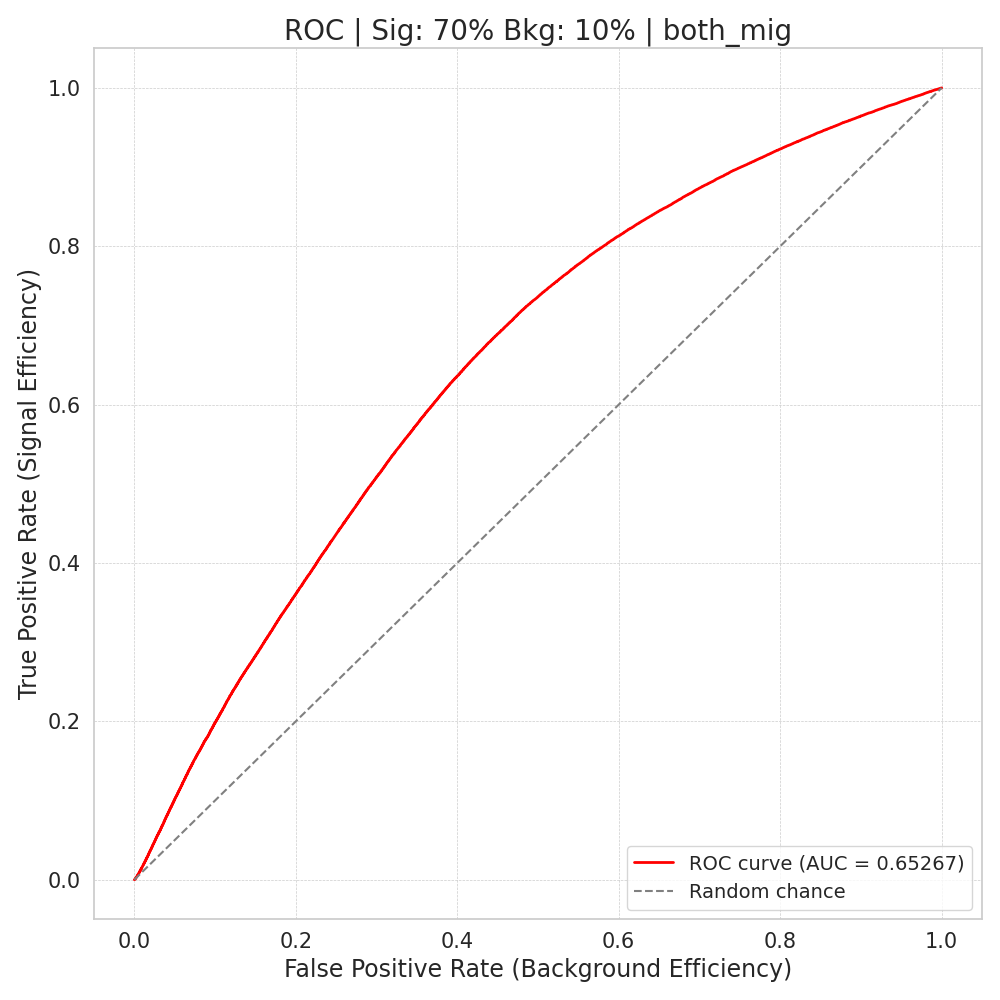 ROC | Sig: 70% Bkg: 10% | both_mig
True Positive Rate (Signal Efficiency)
1.0
0.8
0.6
0.4
0.2
0.0
ROC curve (AUC = 0.65267)
Random chance
0.0 0.2 0.4 0.6 0.8 1.0
False Positive Rate (Background Efficiency)